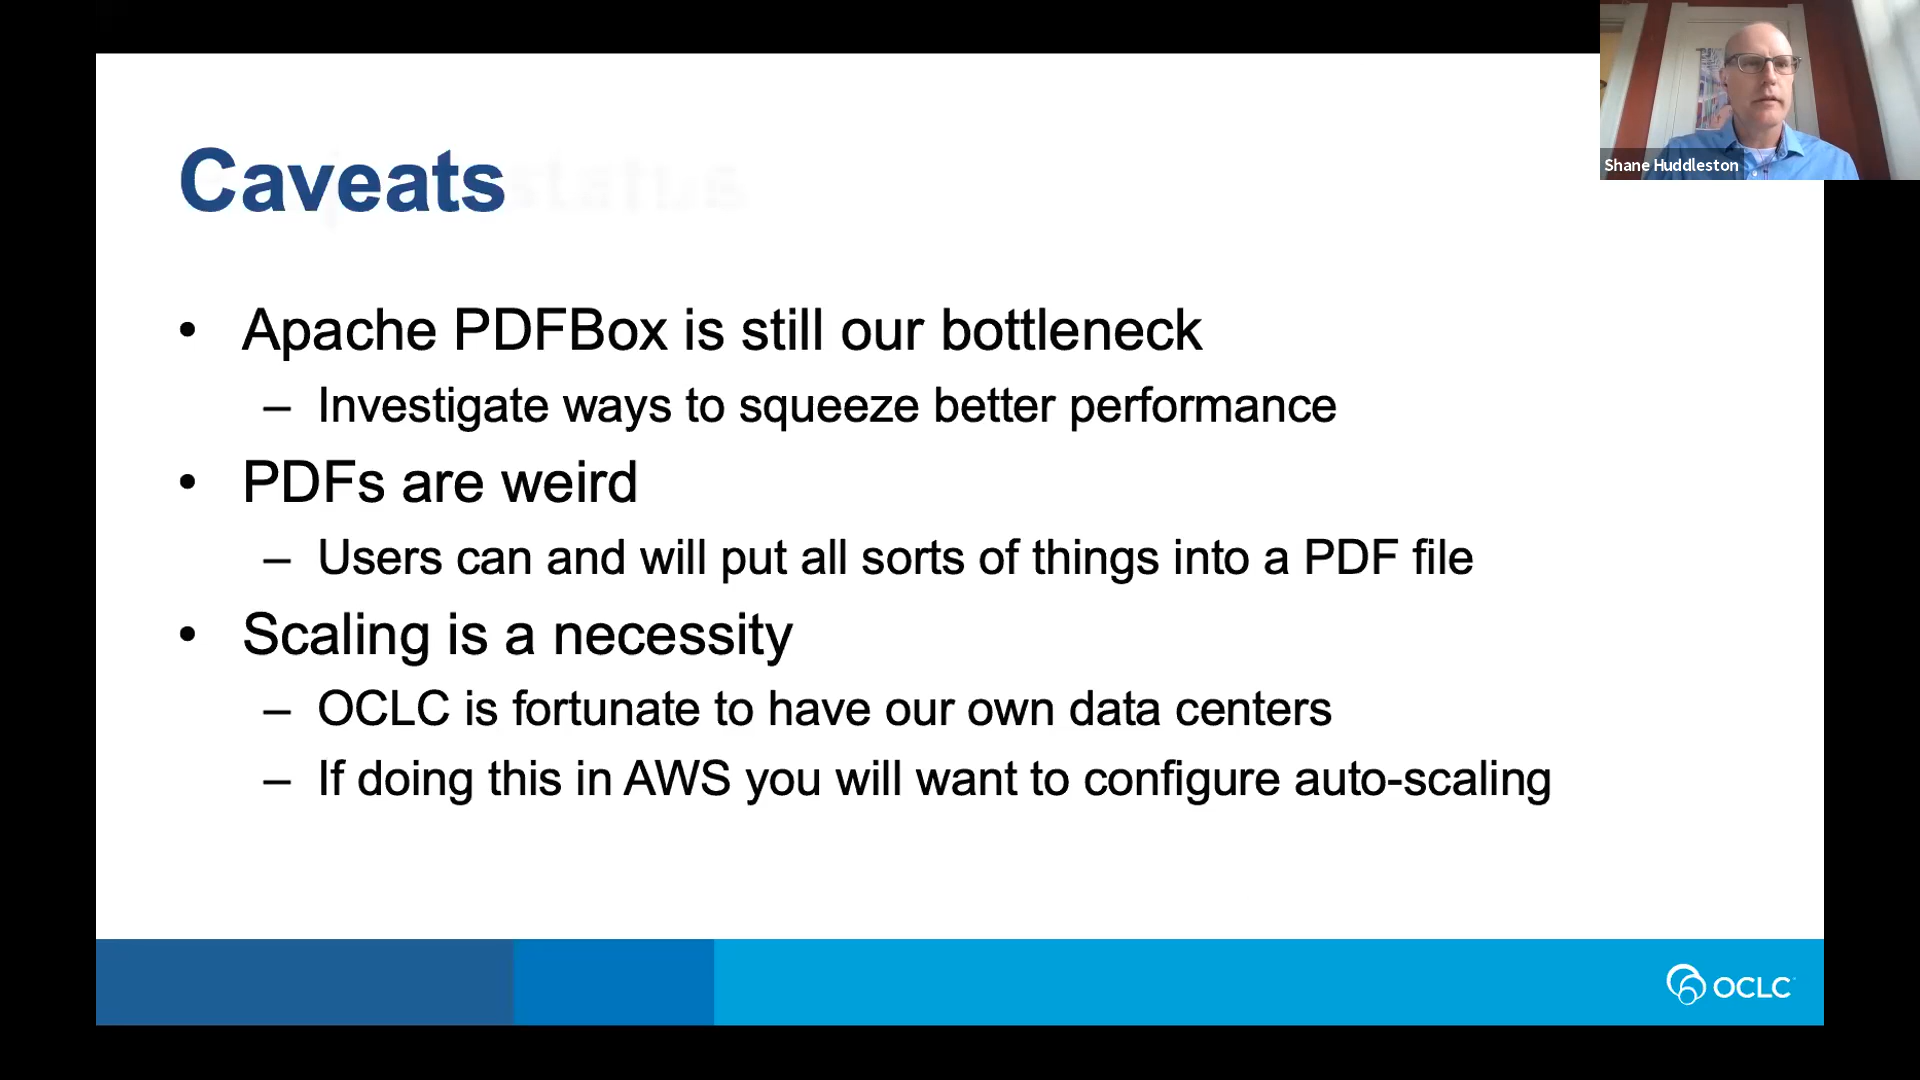 Shane Huddleston
Caveats
• Apache PDFBox is still our bottleneck
– Investigate ways to squeeze better performance
• PDFs are weird
– Users can and will put all sorts of things into a PDF file
• Scaling is a necessity
– OCLC is fortunate to have our own data centers
– If doing this in AWS you will want to configure auto-scaling
OCLC